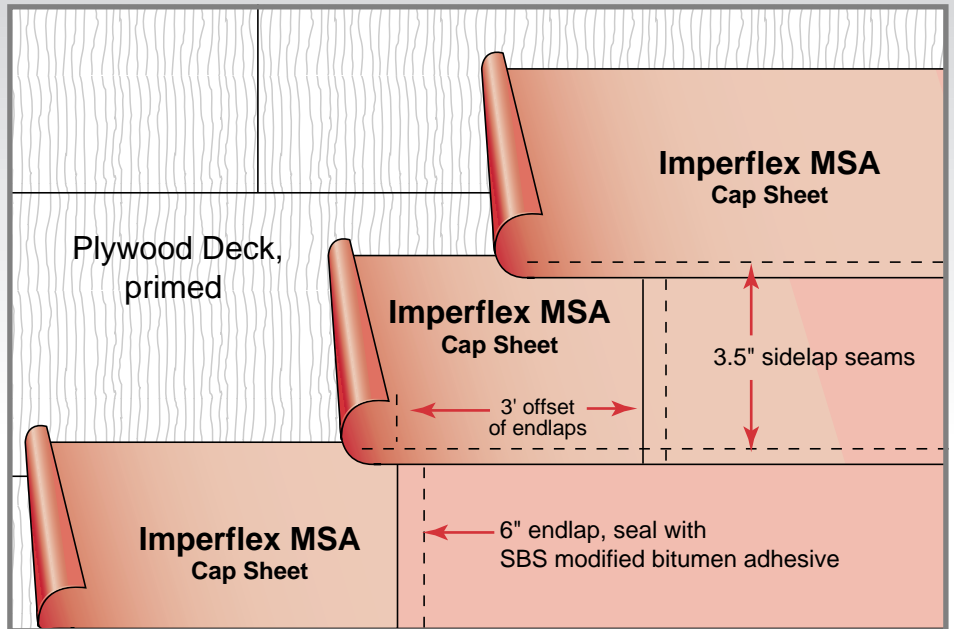 Imperflex MSA
Cap Sheet
Plywood Deck,
primed
Imperflex MSA
Cap Sheet
3.5" sidelap seams
3' offset
of endlaps
Imperflex MSA
Cap Sheet
6" endlap, seal with
SBS modified bitumen adhesive